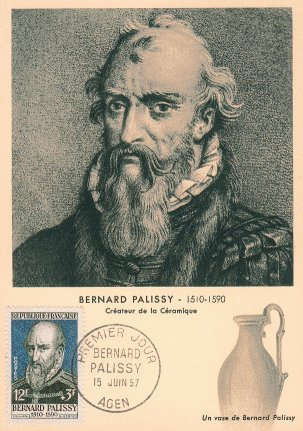 BERNARD PALISSY - 1510-1590
Créateur de la Céramique
REPUBLIQUE FRANÇAISE
12F +3F
BERNARD PALISSY
1510-1590
PREMIER JOUR
BERNARD
PALISSY
15 JUIN 57
AGEN
Un vase de Bernard Palissy